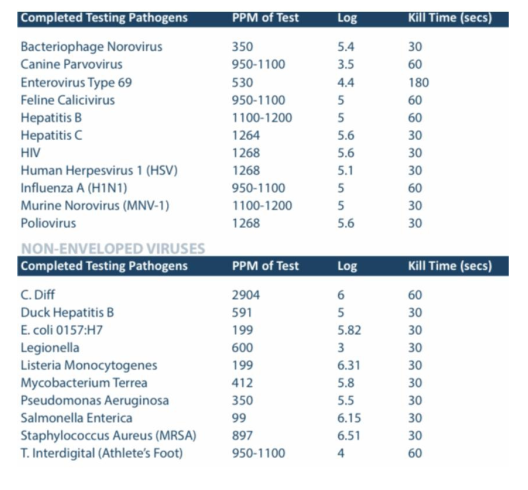 Completed Testing Pathogens PPM of Test Log Kill Time (secs)
Bacteriophage Norovirus 350 5.4 30
Canine Parvovirus 950-1100 3.5 60
Enterovirus Type 69 530 4.4 180
Feline Calicivirus 950-1100 5 60
Hepatitis B 1100-1200 5 60
Hepatitis C 1264 5.6 30
HIV 1268 5.6 30
Human Herpesvirus 1 (HSV) 1268 5.1 30
Influenza A (H1N1) 950-1100 5 60
Murine Norovirus (MNV-1) 1100-1200 5 30
Poliovirus 1268 5.6 30
NON-ENVELOPED VIRUSES
Completed Testing Pathogens PPM of Test Log Kill Time (secs)
C. Diff 2904 6 60
Duck Hepatitis B 591 5 30
E. coli 0157:H7 199 5.82 30
Legionella 600 3 30
Listeria Monocytogenes 199 6.31 30
Mycobacterium Terrea 412 5.8 30
Pseudomonas Aeruginosa 350 5.5 30
Salmonella Enterica 99 6.15 30
Staphylococcus Aureus (MRSA) 897 6.51 30
T. Interdigital (Athlete's Foot) 950-1100 4 60